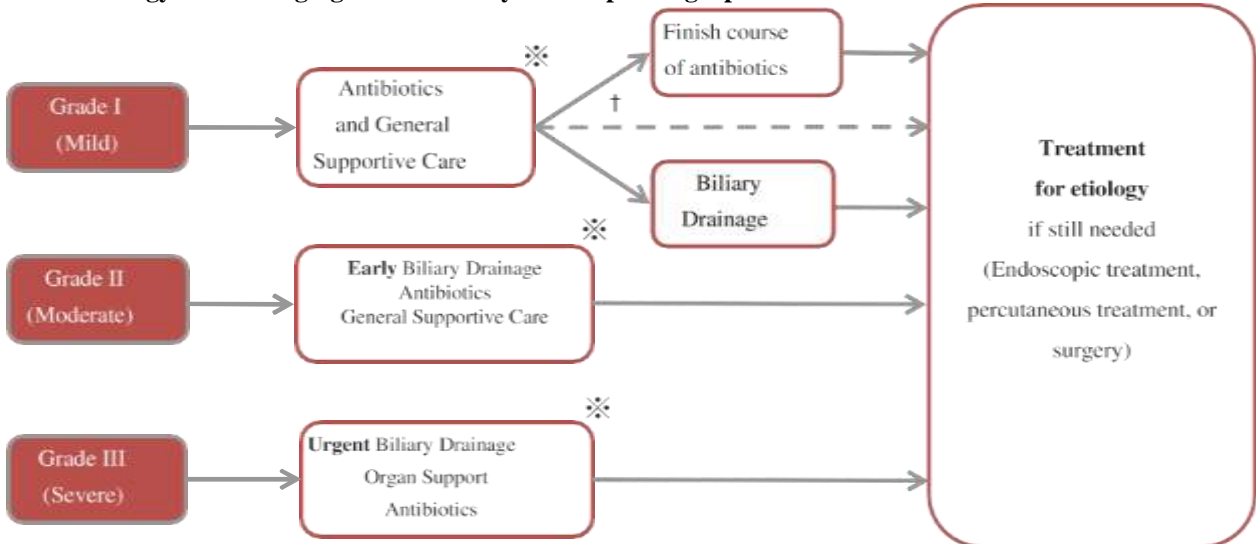 Grade I
(Mild)
※
Antibiotics
and General
Supportive Care
†
Finish course
of antibiotics
Biliary
Drainage
Grade II
(Moderate)
※
Early Biliary Drainage
Antibiotics
General Supportive Care
Grade III
(Severe)
※
Urgent Biliary Drainage
Organ Support
Antibiotics
Treatment
for etiology
if still needed
(Endoscopic treatment,
percutaneous treatment, or
surgery)